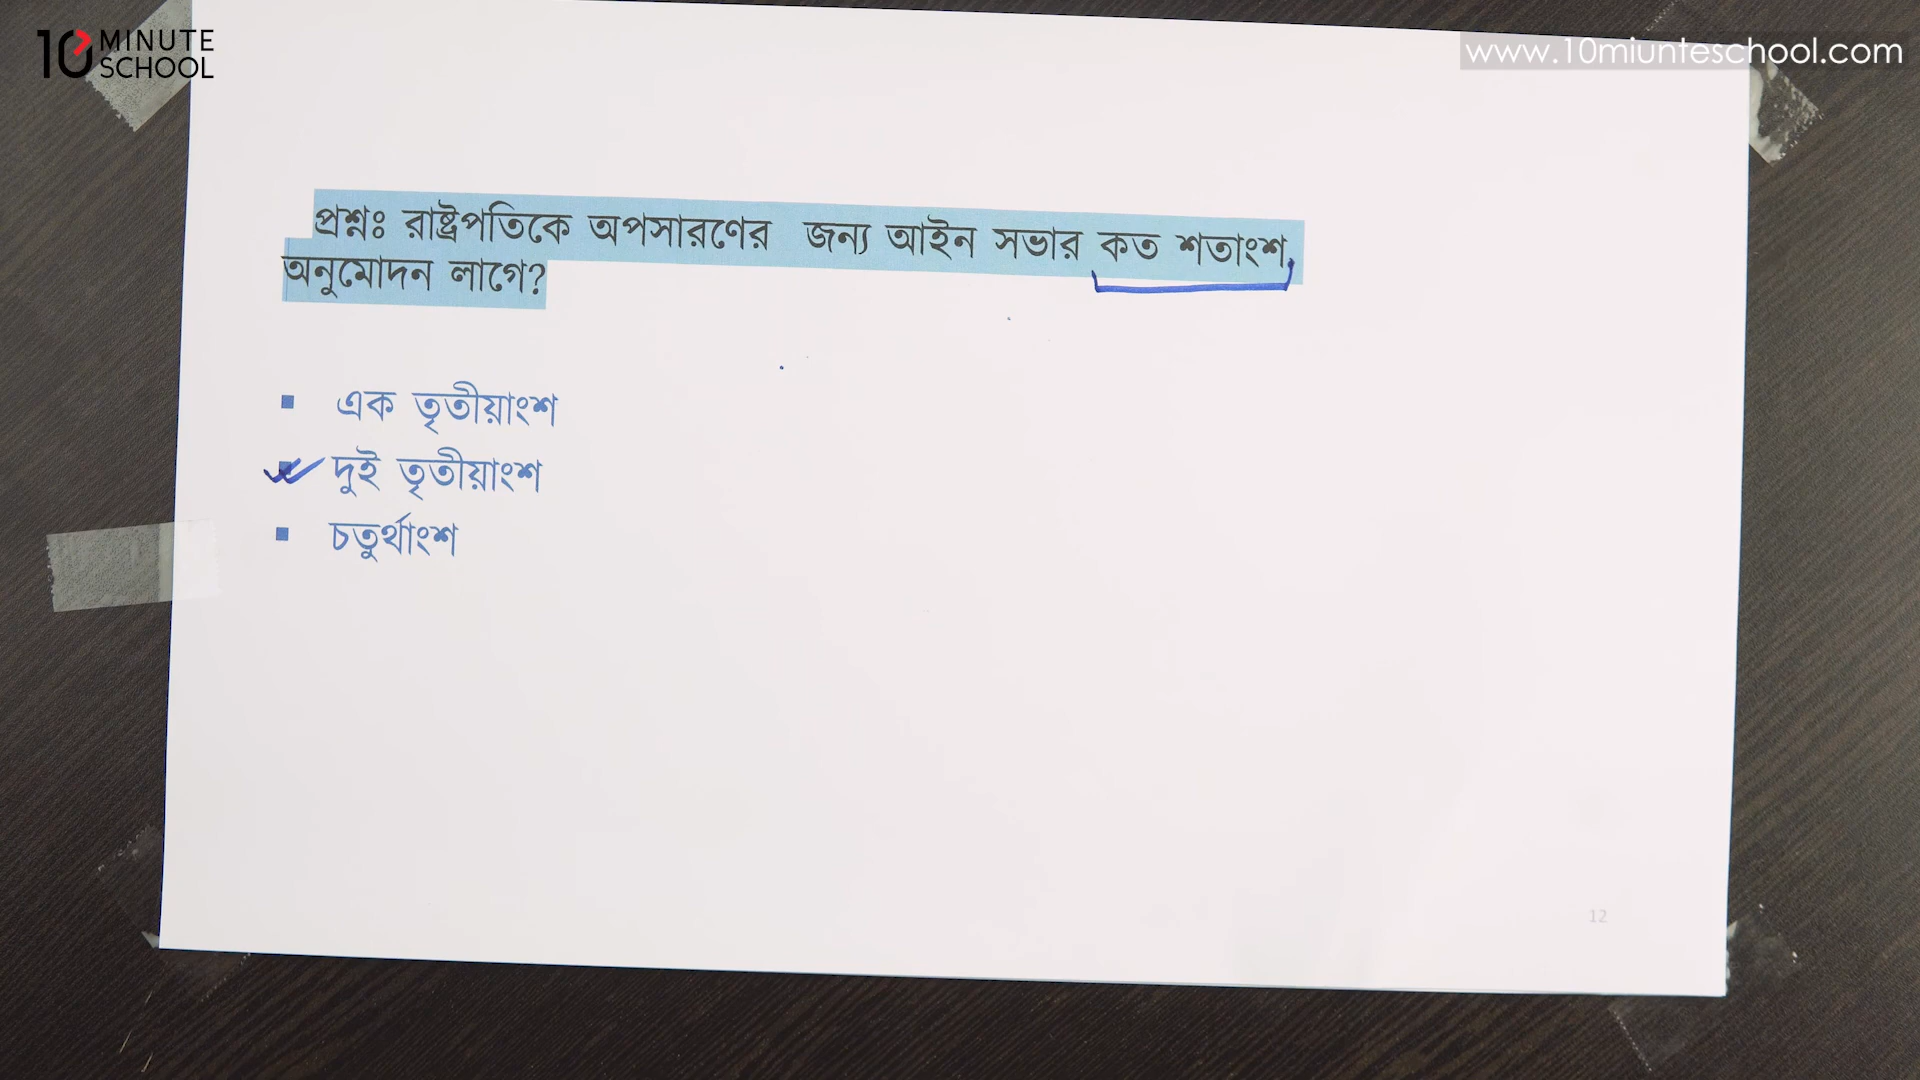 10 MINUTE
SCHOOL
www.10miunteschool.com
প্রশ্নঃ রাষ্ট্রপতিকে অপসারণের জন্য আইন সভার কত শতাংশ
অনুমোদন লাগে?
▪ এক তৃতীয়াংশ
▪ দুই তৃতীয়াংশ
▪ চতুর্থাংশ
12